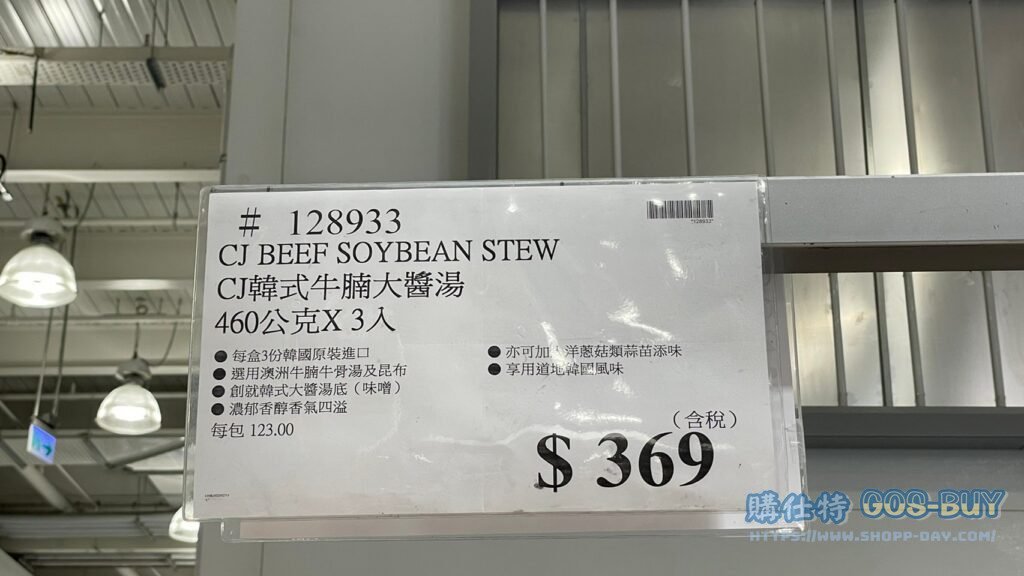 # 128933
*128933*
CJ BEEF SOYBEAN STEW
CJ韓式牛腩大醬湯
460公克X 3入
● 每盒3份韓國原裝進口
● 選用澳洲牛腩牛骨湯及昆布
● 創就韓式大醬湯底（味噌）
● 濃郁香醇香氣四溢
每包 123.00
● 亦可加入洋蔥菇類蒜苗添味
● 享用道地韓國風味
（含稅）
$ 369
購仕特 GOS-BUY
HTTPS://WWW.SHOPP-DAY.COM/